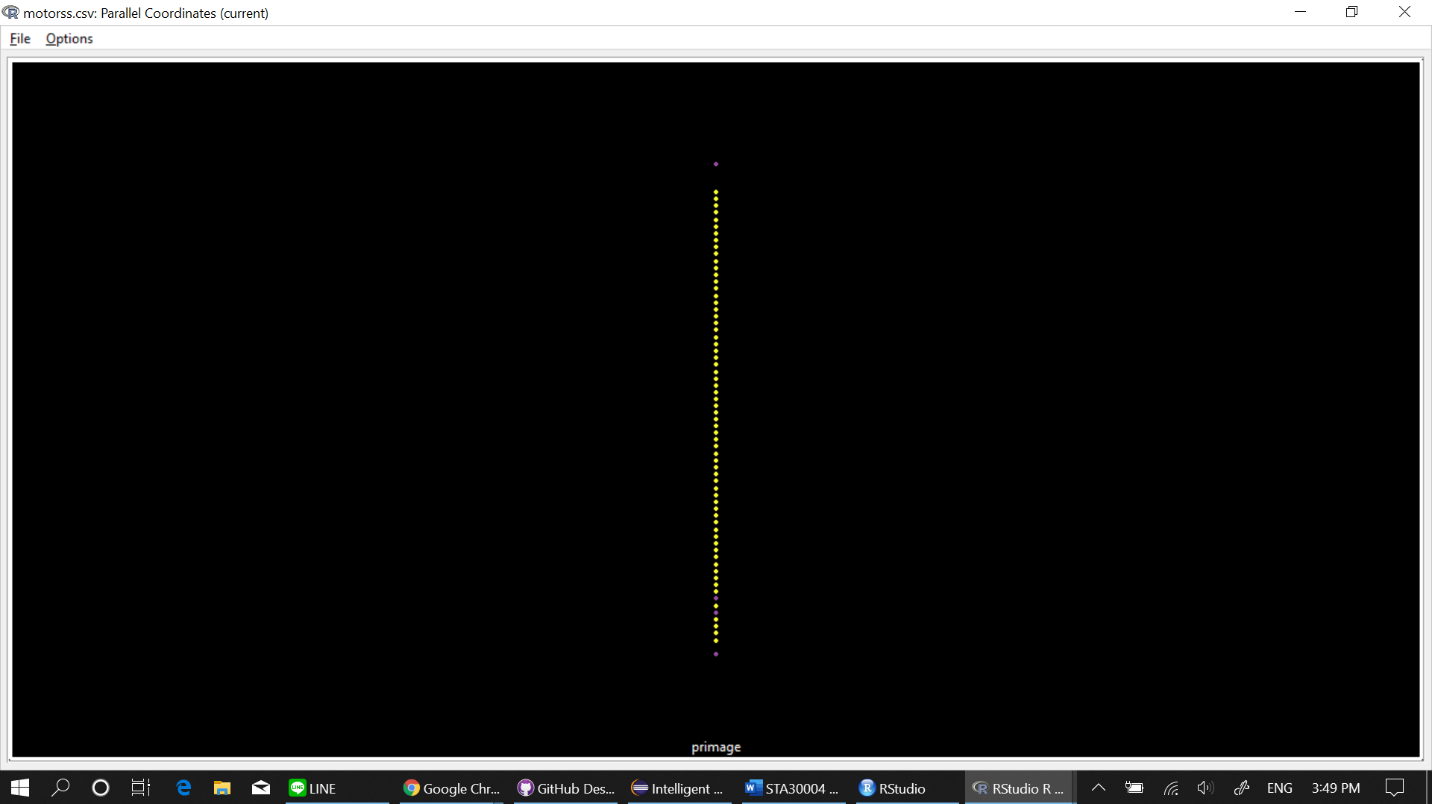 motorss.csv: Parallel Coordinates (current)
File Options
primage
LINE Google Chr... GitHub Des... Intelligent ... STA30004 ... RStudio RStudio R ... ENG 3:49 PM